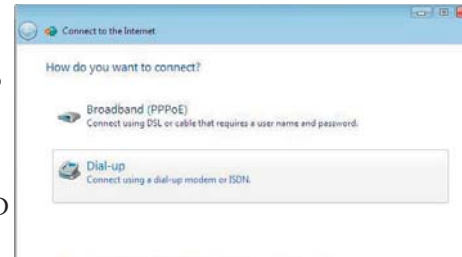 Connect to the Internet
How do you want to connect?
Broadband (PPPoE)
Connect using DSL or cable that requires a user name and password.
Dial-up
Connect using a dial-up modem or ISDN.